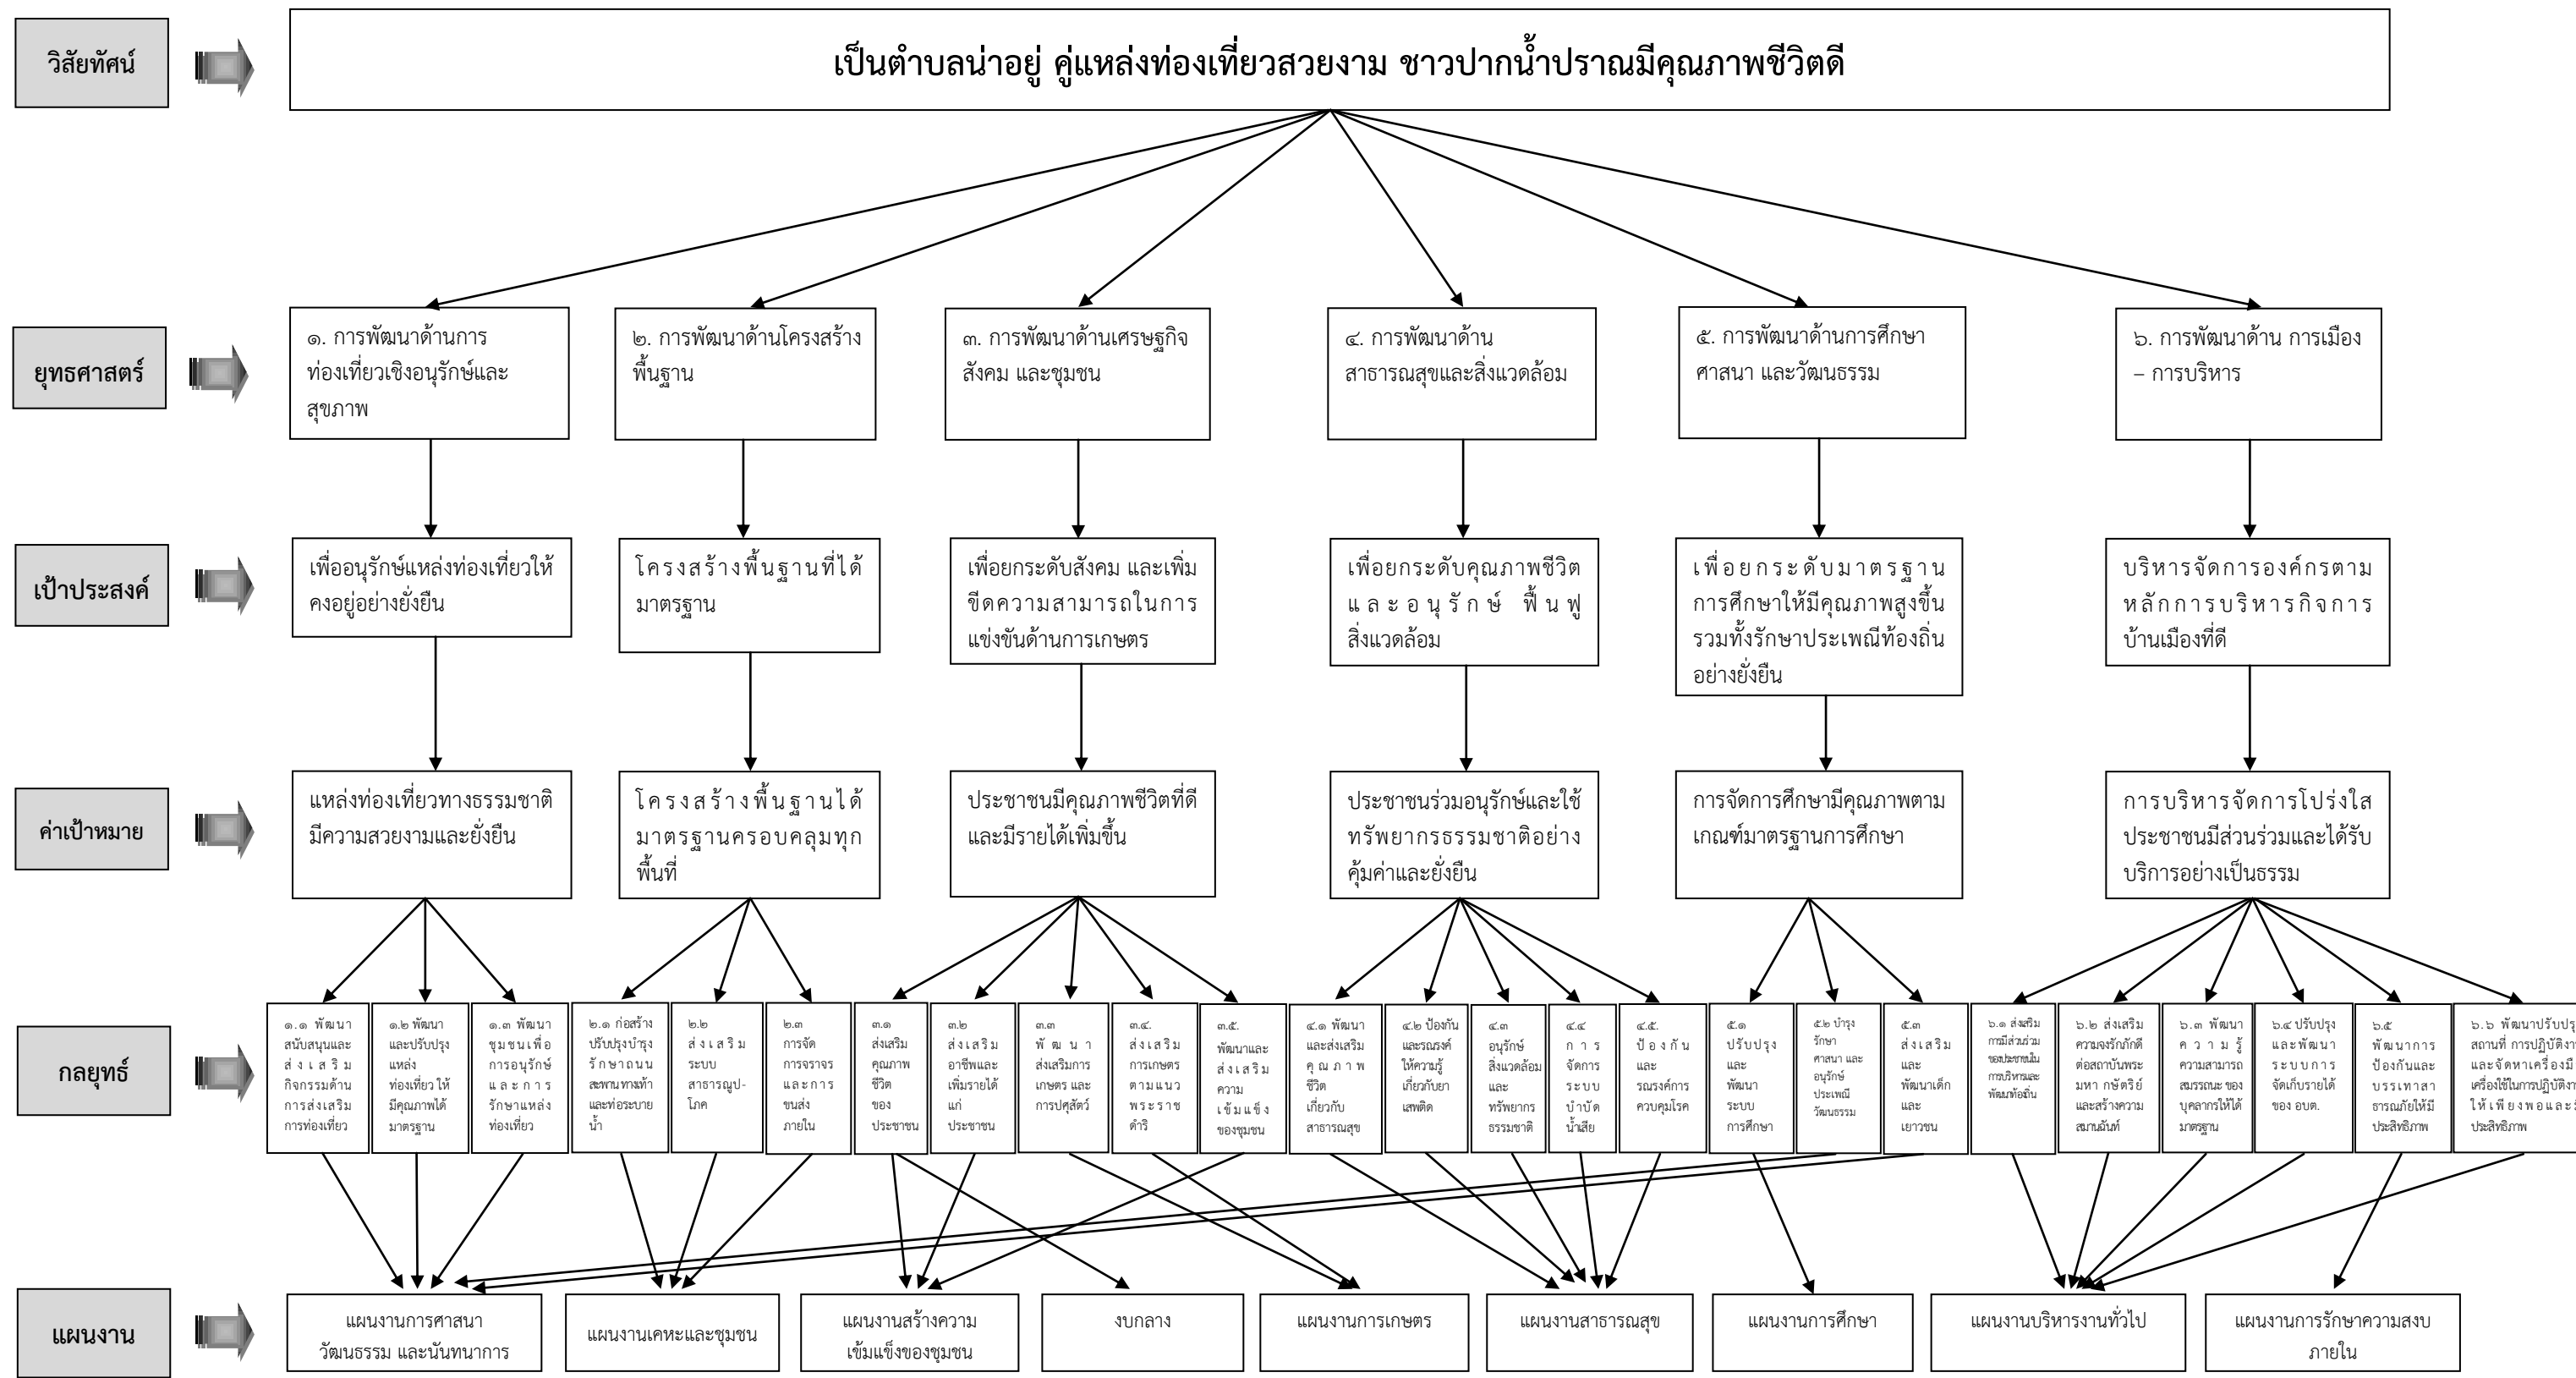 วิสัยทัศน์
เป็นตำบลน่าอยู่ คู่แหล่งท่องเที่ยวสวยงาม ชาวปากน้ำปราณมีคุณภาพชีวิตดี
ยุทธศาสตร์
๑. การพัฒนาด้านการ
ท่องเที่ยวเชิงอนุรักษ์และ
สุขภาพ
๒. การพัฒนาด้านโครงสร้าง
พื้นฐาน
๓. การพัฒนาด้านเศรษฐกิจ
สังคม และชุมชน
๔. การพัฒนาด้าน
สาธารณสุขและสิ่งแวดล้อม
๕. การพัฒนาด้านการศึกษา
ศาสนา และวัฒนธรรม
๖. การพัฒนาด้าน การเมือง
– การบริหาร
เป้าประสงค์
เพื่ออนุรักษ์แหล่งท่องเที่ยวให้
คงอยู่อย่างยั่งยืน
โครงสร้างพื้นฐานที่ได้
มาตรฐาน
เพื่อยกระดับสังคม และเพิ่ม
ขีดความสามารถในการ
แข่งขันด้านการเกษตร
เพื่อยกระดับคุณภาพชีวิต
และอนุรักษ์ ฟื้นฟู
สิ่งแวดล้อม
เพื่อยกระดับมาตรฐาน
การศึกษาให้มีคุณภาพสูงขึ้น
รวมทั้งรักษาประเพณีท้องถิ่น
อย่างยั่งยืน
บริหารจัดการองค์กรตาม
หลักการบริหารกิจการ
บ้านเมืองที่ดี
ค่าเป้าหมาย
แหล่งท่องเที่ยวทางธรรมชาติ
มีความสวยงามและยั่งยืน
โครงสร้างพื้นฐานได้
มาตรฐานครอบคลุมทุก
พื้นที่
ประชาชนมีคุณภาพชีวิตที่ดี
และมีรายได้เพิ่มขึ้น
ประชาชนร่วมอนุรักษ์และใช้
ทรัพยากรธรรมชาติอย่าง
คุ้มค่าและยั่งยืน
การจัดการศึกษามีคุณภาพตาม
เกณฑ์มาตรฐานการศึกษา
การบริหารจัดการโปร่งใส
ประชาชนมีส่วนร่วมและได้รับ
บริการอย่างเป็นธรรม
กลยุทธ์
๑.๑ พัฒนา
สนับสนุนและ
ส่งเสริม
กิจกรรมด้าน
การส่งเสริม
การท่องเที่ยว
๑.๒ พัฒนา
และปรับปรุง
แหล่ง
ท่องเที่ยว ให้
มีคุณภาพได้
มาตรฐาน
๑.๓ พัฒนา
ชุมชนเพื่อ
การอนุรักษ์
และการ
รักษาแหล่ง
ท่องเที่ยว
๒.๑ ก่อสร้าง
ปรับปรุงบำรุง
รักษาถนน
สะพาน ทางเท้า
และท่อระบาย
น้ำ
๒.๒
ส่งเสริม
ระบบ
สาธารณูป-
โภค
๒.๓
การจัด
การจราจร
และการ
ขนส่ง
ภายใน
๓.๑
ส่งเสริม
คุณภาพ
ชีวิต
ของ
ประชาชน
๓.๒
ส่งเสริม
อาชีพและ
เพิ่มรายได้
แก่
ประชาชน
๓.๓
พัฒนา
ส่งเสริมการ
เกษตร และ
การปศุสัตว์
๓.๔.
ส่งเสริม
การเกษตร
ตามแนว
พระราช
ดำริ
๓.๕.
พัฒนาและ
ส่งเสริม
ความ
เข้มแข็ง
ของชุมชน
๔.๑ พัฒนา
และส่งเสริม
คุณภาพ
ชีวิต
เกี่ยวกับ
สาธารณสุข
๔.๒ ป้องกัน
และรณรงค์
ให้ความรู้
เกี่ยวกับยา
เสพติด
๔.๓
อนุรักษ์
สิ่งแวดล้อม
และ
ทรัพยากร
ธรรมชาติ
๔.๔
การ
จัดการ
ระบบ
บำบัด
น้ำเสีย
๔.๕.
ป้องกัน
และ
รณรงค์การ
ควบคุมโรค
๕.๑
ปรับปรุง
และ
พัฒนา
ระบบ
การศึกษา
๕.๒ บำรุง
รักษา
ศาสนา และ
อนุรักษ์
ประเพณี
วัฒนธรรม
๕.๓
ส่งเสริม
และ
พัฒนาเด็ก
และ
เยาวชน
๖.๑ ส่งเสริม
การมีส่วนร่วม
ของประชาชนใน
การบริหารและ
พัฒนาท้องถิ่น
๖.๒ ส่งเสริม
ความจงรักภักดี
ต่อสถาบันพระ
มหา กษัตริย์
และสร้างความ
สมานฉันท์
๖.๓ พัฒนา
ความรู้
ความสามารถ
สมรรถนะ ของ
บุคลากรให้ได้
มาตรฐาน
๖.๔ ปรับปรุง
และพัฒนา
ระบบการ
จัดเก็บรายได้
ของ อบต.
๖.๕
พัฒนาการ
ป้องกันและ
บรรเทาสา
ธารณภัยให้มี
ประสิทธิภาพ
๖.๖ พัฒนาปรับปรุง
สถานที่ การปฏิบัติงาน
และจัดหาเครื่องมือ
เครื่องใช้ในการปฏิบัติงาน
ให้เพียงพอและมี
ประสิทธิภาพ
แผนงาน
แผนงานการศาสนา
วัฒนธรรม และนันทนาการ
แผนงานเคหะและชุมชน
แผนงานสร้างความ
เข้มแข็งของชุมชน
งบกลาง
แผนงานการเกษตร
แผนงานสาธารณสุข
แผนงานการศึกษา
แผนงานบริหารงานทั่วไป
แผนงานการรักษาความสงบ
ภายใน